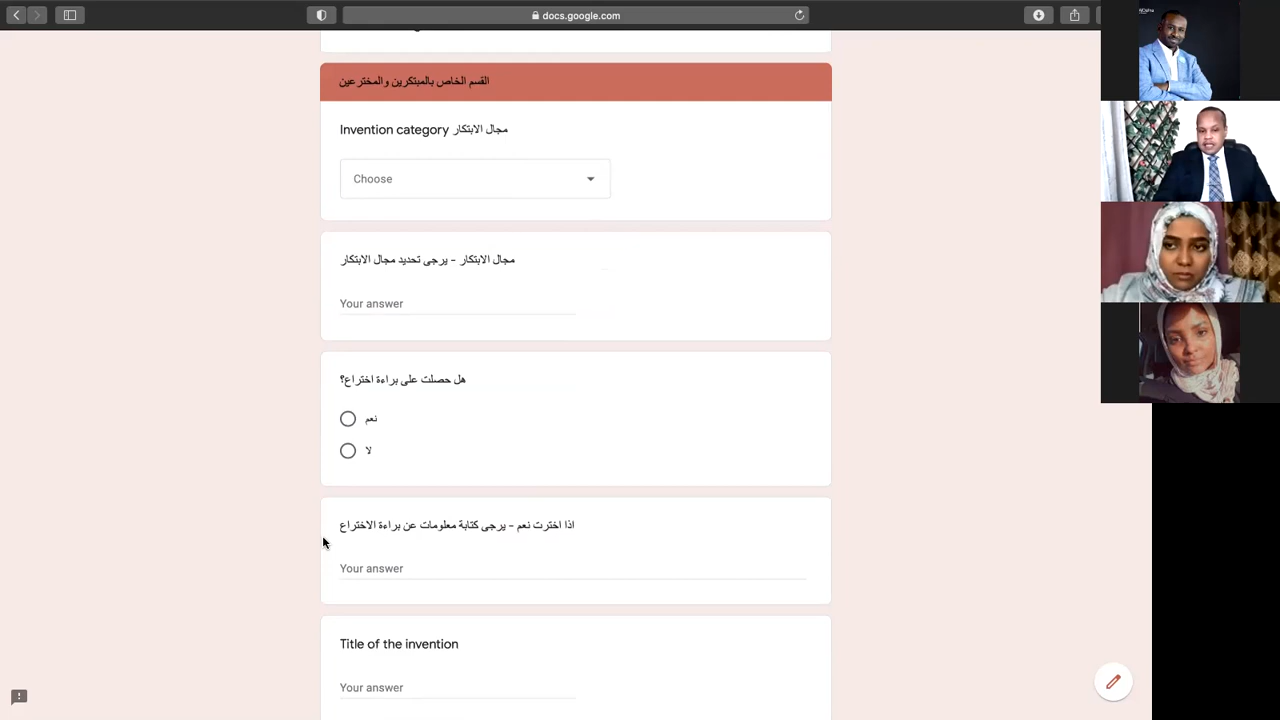 docs.google.com
القسم الخاص بالمبتكرين والمخترعين
Invention category مجال الابتكار
Choose
مجال الابتكار - يرجى تحديد مجال الابتكار
Your answer
هل حصلت على براءة اختراع؟
نعم
لا
اذا اخترت نعم - يرجى كتابة معلومات عن براءة الاختراع
Your answer
Title of the invention
Your answer